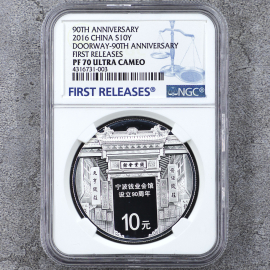 90TH ANNIVERSARY
2016 CHINA S10Y
DOORWAY-90TH ANNIVERSARY
FIRST RELEASES
PF 70 ULTRA CAMEO
4316731-003
FIRST RELEASES®
NGC
宁波钱业会馆
设立90周年
10元